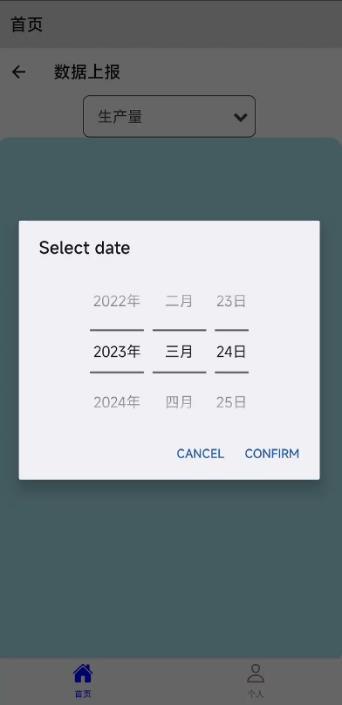 首页
数据上报
生产量
Select date
2022年 二月 23日
2023年 三月 24日
2024年 四月 25日
CANCEL CONFIRM
首页 个人